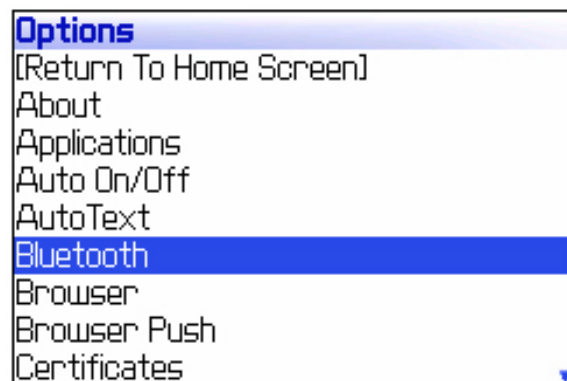 Options
[Return To Home Screen]
About
Applications
Auto On/Off
AutoText
Bluetooth
Browser
Browser Push
Certificates